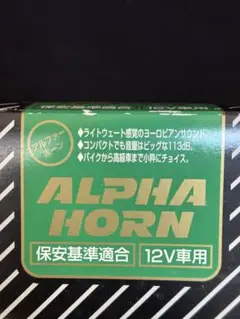 アルファー
ホーン
◆ライトウェート感覚のヨーロピアンサウンド。
◆コンパクトでも音量はビッグな113dB。
◆バイクから高級車まで小粋にチョイス。
ALPHA
HORN
保安基準適合
12V車用